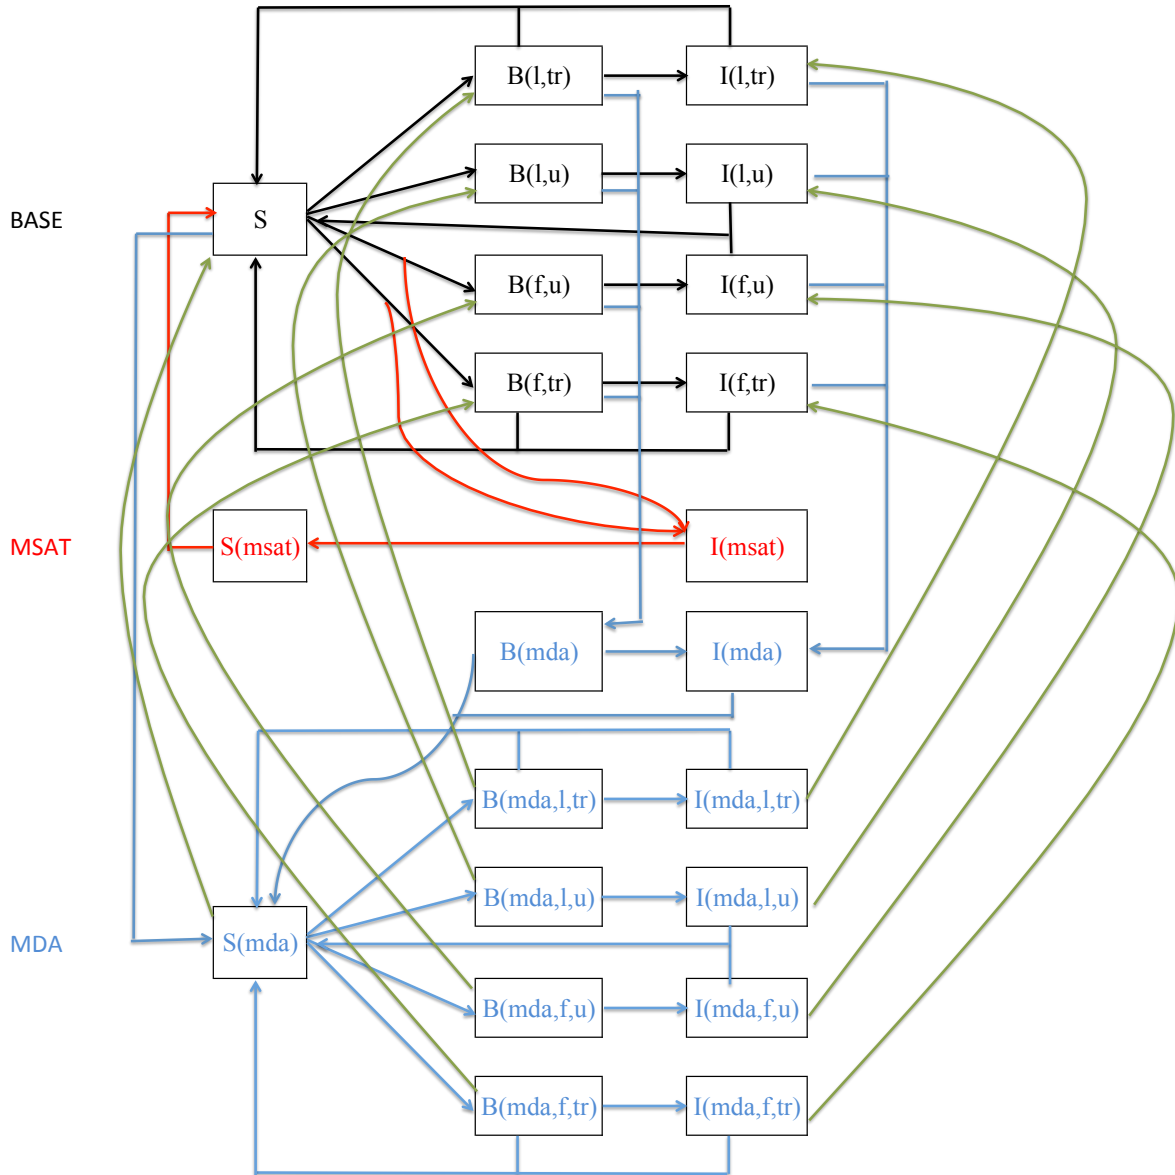 B(l,tr)
I(l,tr)
B(l,u)
I(l,u)
BASE
S
B(f,u)
I(f,u)
B(f,tr)
I(f,tr)
MSAT
S(msat)
I(msat)
B(mda)
I(mda)
B(mda,l,tr)
I(mda,l,tr)
B(mda,l,u)
I(mda,l,u)
MDA
S(mda)
B(mda,f,u)
I(mda,f,u)
B(mda,f,tr)
I(mda,f,tr)